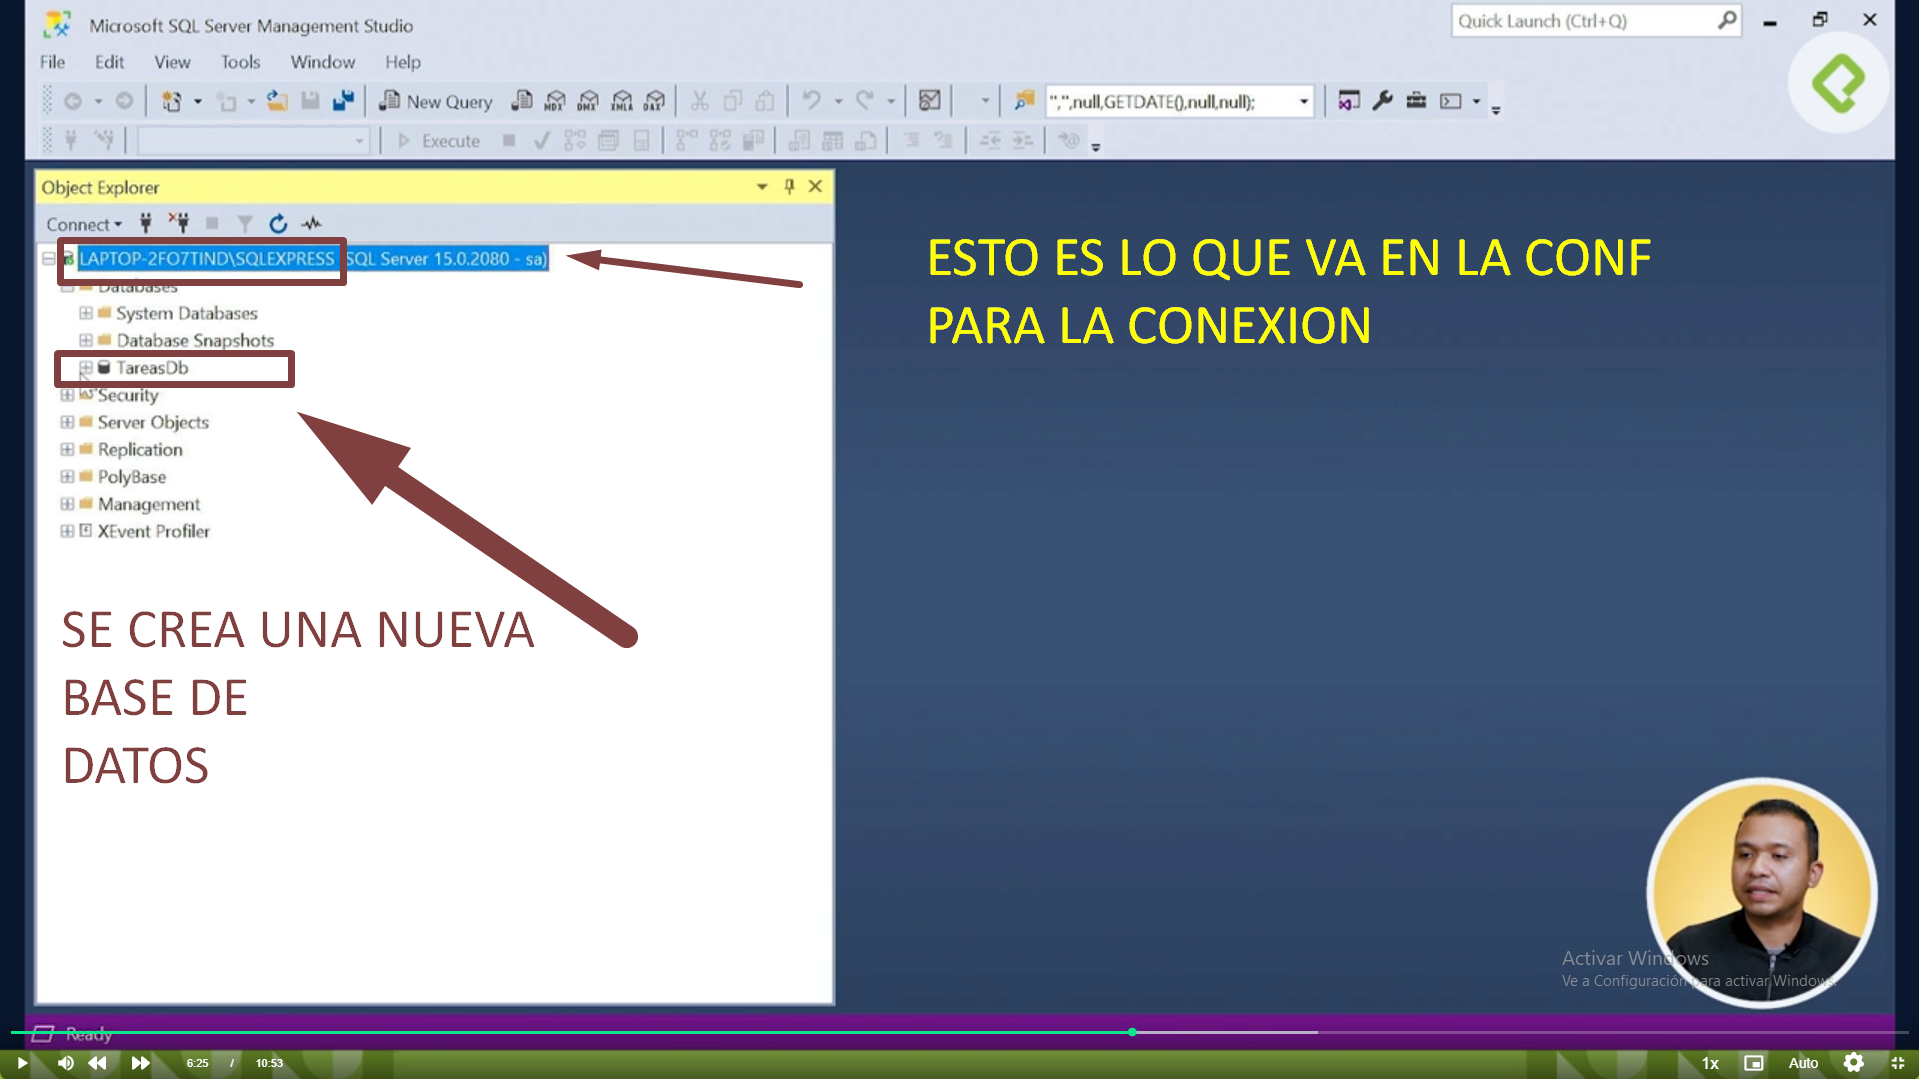 Microsoft SQL Server Management Studio
Quick Launch (Ctrl+Q)
File Edit View Tools Window Help
New Query MDX DMX XMLA DAX '','',null,GETDATE(),null,null);
Execute
Object Explorer
Connect
LAPTOP-2FO7TIND\SQLEXPRESS (SQL Server 15.0.2080 - sa)
Databases
System Databases
Database Snapshots
TareasDb
Security
Server Objects
Replication
PolyBase
Management
XEvent Profiler
ESTO ES LO QUE VA EN LA CONF
PARA LA CONEXION
SE CREA UNA NUEVA
BASE DE
DATOS
Activar Windows
Ve a Configuración para activar Windows.
Ready
6:25 / 10:53 1x Auto